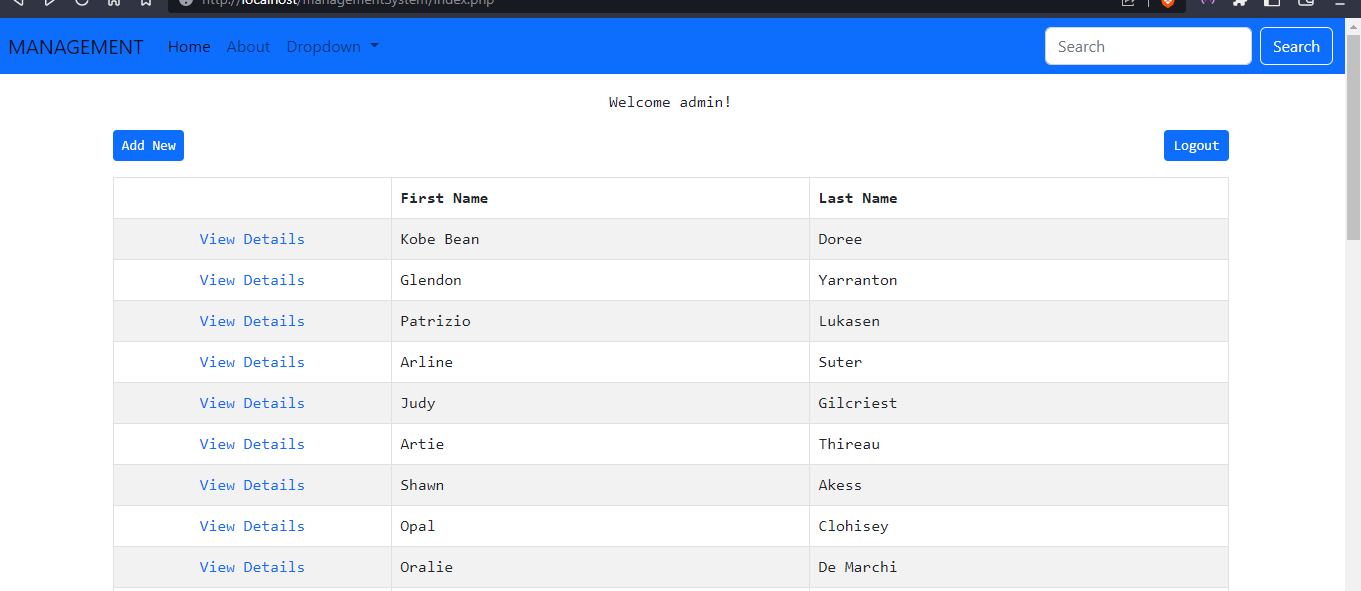 http://localhost/managementSystem/index.php
MANAGEMENT Home About Dropdown Search Search
Welcome admin!
Add New Logout
First Name Last Name
View Details Kobe Bean Doree
View Details Glendon Yarranton
View Details Patrizio Lukasen
View Details Arline Suter
View Details Judy Gilcriest
View Details Artie Thireau
View Details Shawn Akess
View Details Opal Clohisey
View Details Oralie De Marchi